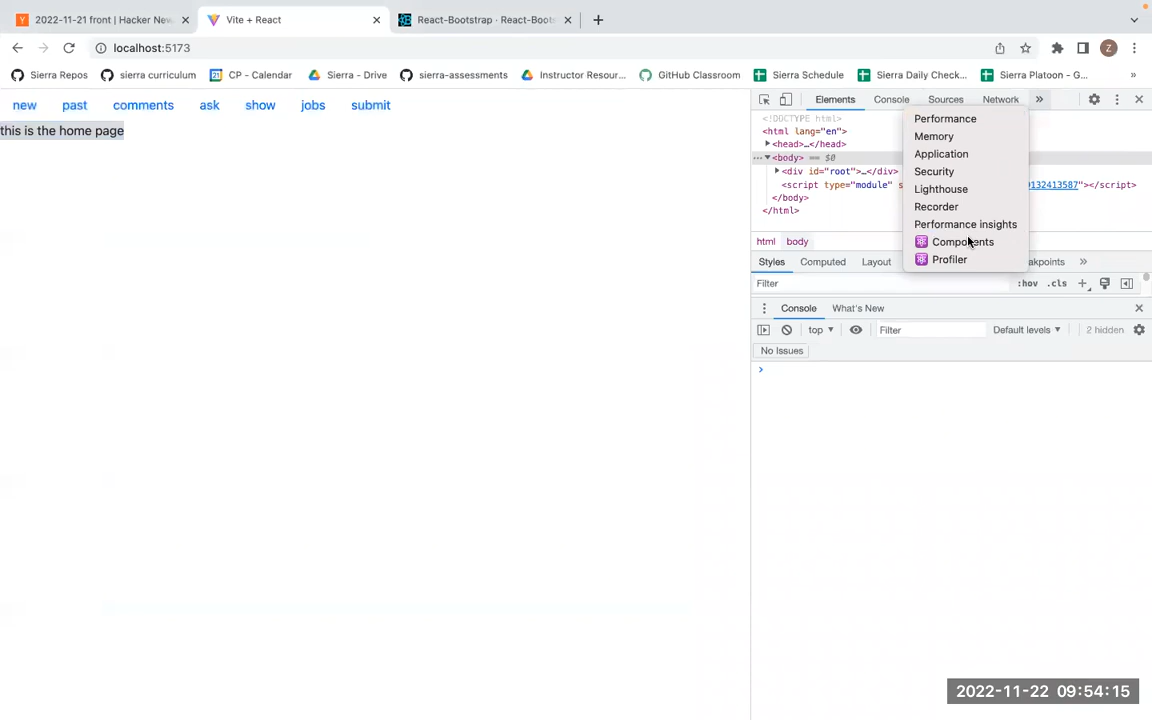 2022-11-21 front | Hacker New
Vite + React
React-Bootstrap · React-Boots
localhost:5173
Z
Sierra Repos
sierra curriculum
CP - Calendar
Sierra - Drive
sierra-assessments
Instructor Resour...
GitHub Classroom
Sierra Schedule
Sierra Daily Check...
Sierra Platoon - G...
»
new
past
comments
ask
show
jobs
submit
this is the home page
Elements
Console
Sources
Network
»
<!DOCTYPE html>
<html lang="en">
<head>…</head>
<body> == $0
<div id="root">…</div>
<script type="module" s
9132413587"></script>
</body>
</html>
Performance
Memory
Application
Security
Lighthouse
Recorder
Performance insights
Components
Profiler
html
body
Styles
Computed
Layout
akpoints
»
Filter
:hov
.cls
Console
What's New
top ▼
Filter
Default levels ▼
2 hidden
No Issues
2022-11-22 09:54:15